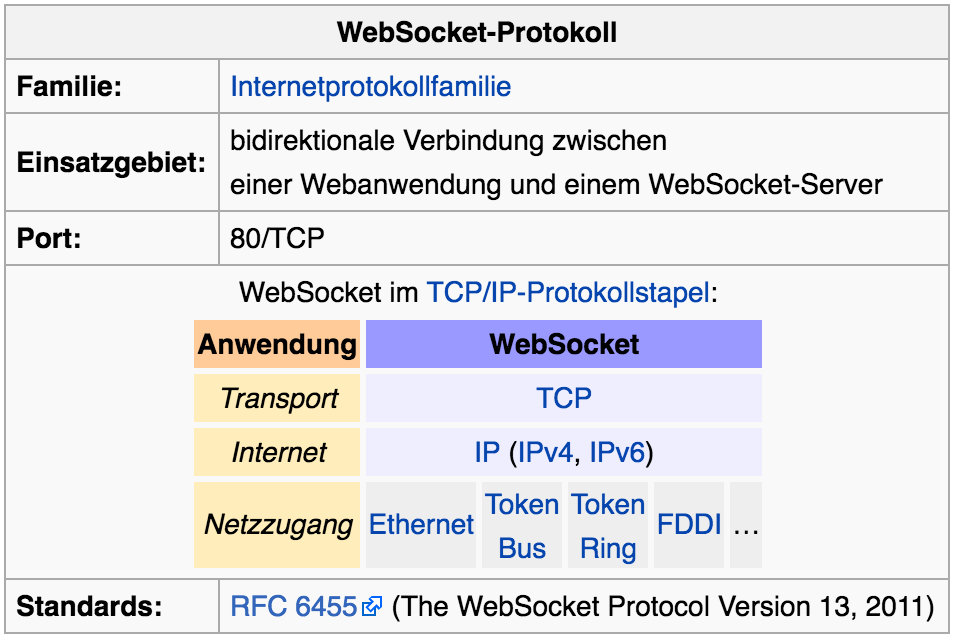 WebSocket-Protokoll
Familie: Internetprotokollfamilie
Einsatzgebiet: bidirektionale Verbindung zwischen
einer Webanwendung und einem WebSocket-Server
Port: 80/TCP
WebSocket im TCP/IP-Protokollstapel:
Anwendung WebSocket
Transport TCP
Internet IP (IPv4, IPv6)
Netzzugang Ethernet Token Bus Token Ring FDDI …
Standards: RFC 6455 (The WebSocket Protocol Version 13, 2011)